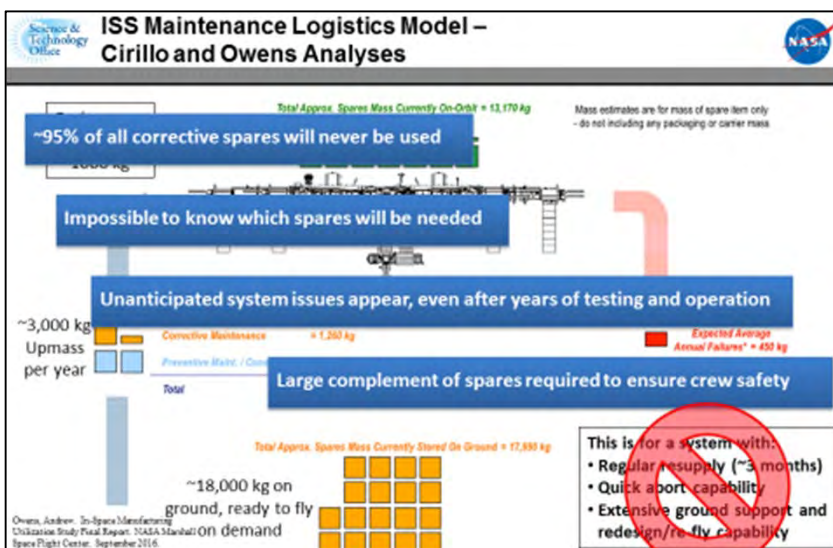 Science &
Technology
Office
ISS Maintenance Logistics Model –
Cirillo and Owens Analyses
NASA
Total Approx. Spares Mass Currently On-Orbit = 13,170 kg
Mass estimates are for mass of spare item only
- do not including any packaging or carrier mass
~95% of all corrective spares will never be used
Impossible to know which spares will be needed
Unanticipated system issues appear, even after years of testing and operation
~3,000 kg
Upmass
per year
Corrective Maintenance = 1,260 kg
Preventive Maint. /
Total
Expected Average
Annual Failures* = 450 kg
Large complement of spares required to ensure crew safety
Total Approx. Spares Mass Currently Stored On Ground = 17,990 kg
~18,000 kg on
ground, ready to fly
on demand
This is for a system with:
• Regular resupply (~3 months)
• Quick abort capability
• Extensive ground support and
redesign/re-fly capability
Owens, Andrew. In-Space Manufacturing
Utilization Study Final Report. NASA Marshall
Space Flight Center. September 2016.